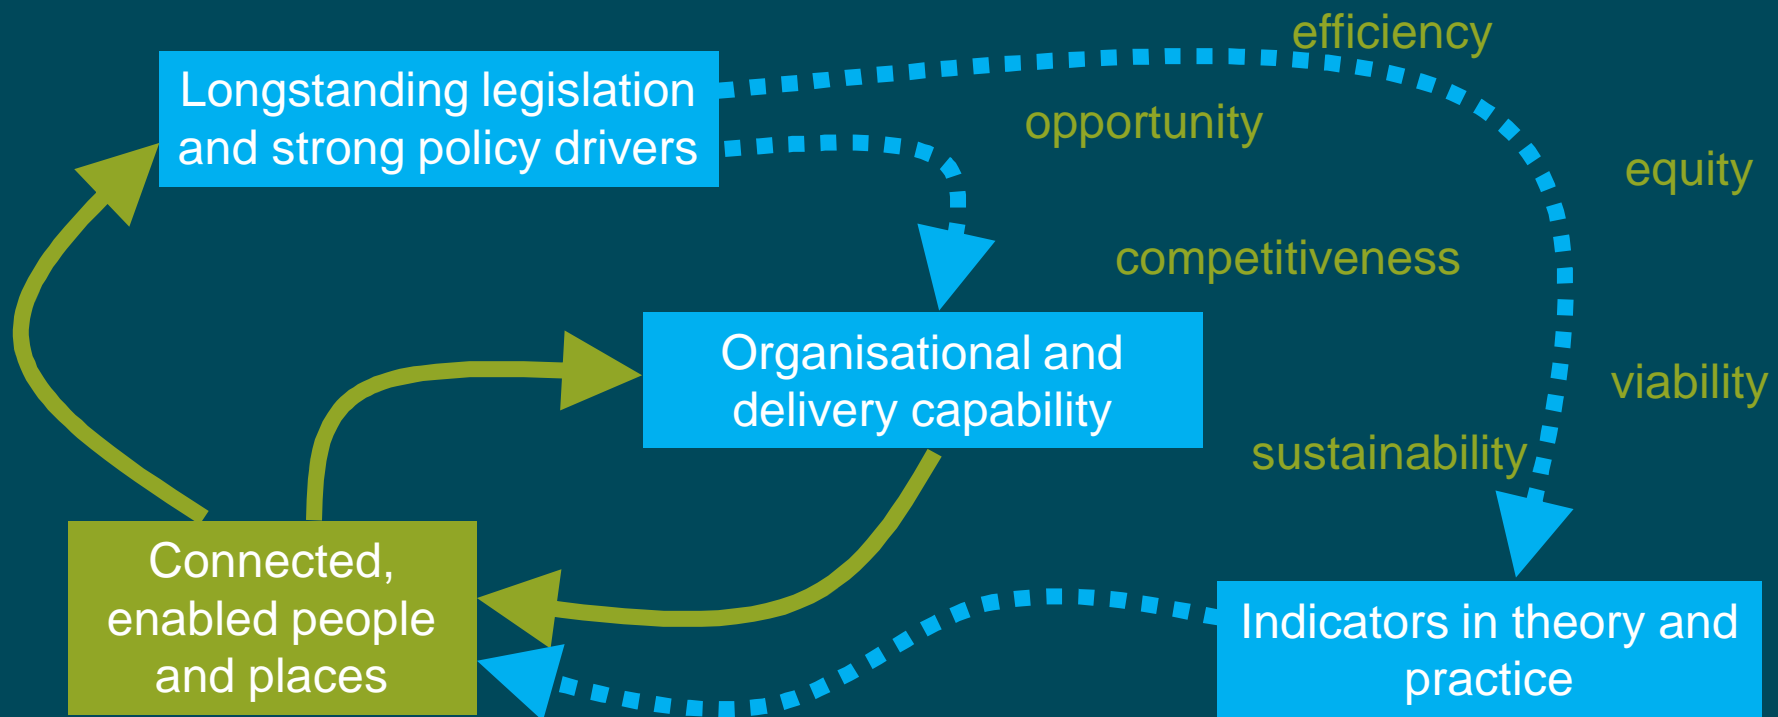 efficiency
Longstanding legislation
and strong policy drivers
opportunity
equity
competitiveness
Organisational and
delivery capability
viability
sustainability
Connected,
enabled people
and places
Indicators in theory and
practice